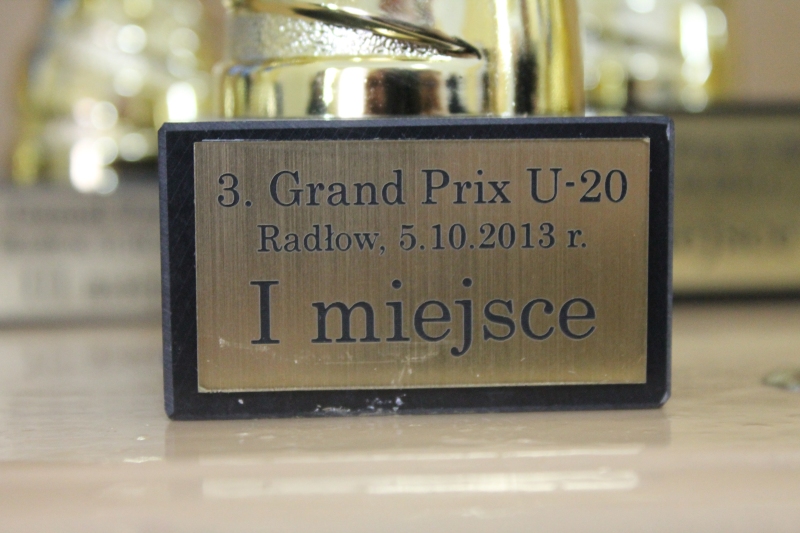 3. Grand Prix U-20
Radłow, 5.10.2013 r.
I miejsce